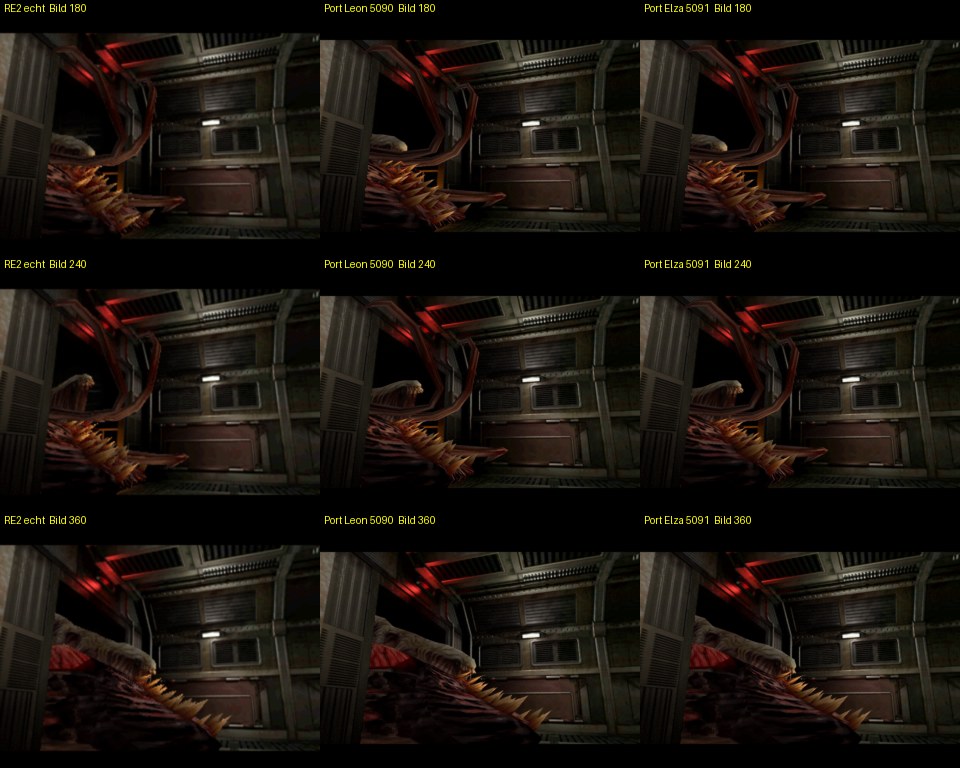 RE2 echt Bild 180
Port Leon 5090 Bild 180
Port Elza 5091 Bild 180
RE2 echt Bild 240
Port Leon 5090 Bild 240
Port Elza 5091 Bild 240
RE2 echt Bild 360
Port Leon 5090 Bild 360
Port Elza 5091 Bild 360